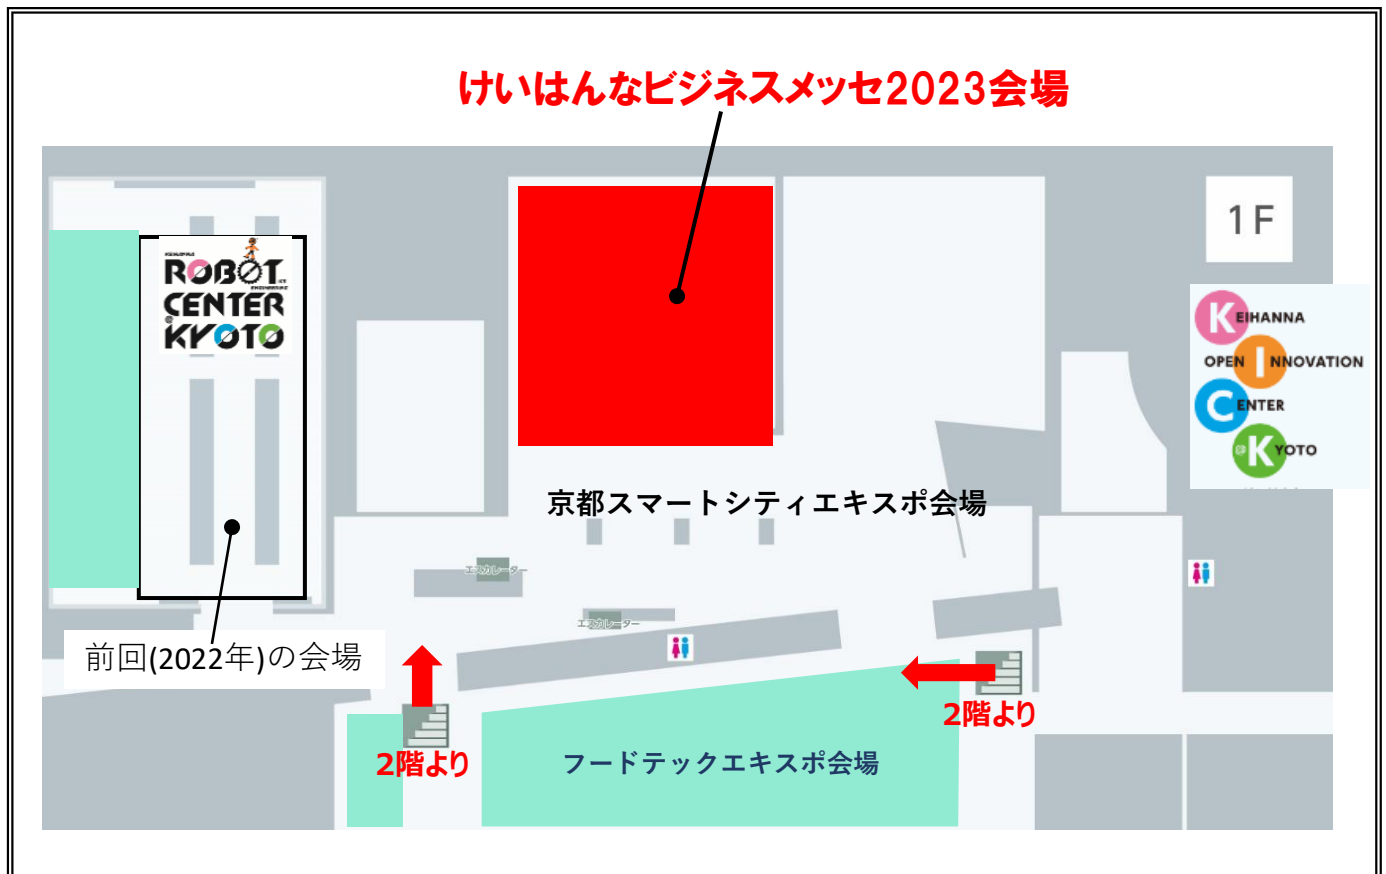 けいはんなビジネスメッセ2023会場
1F
ROBOT
ENGINEERING
CENTER
@
KYOTO
KEIHANNA
OPEN INNOVATION
CENTER
@KYOTO
京都スマートシティエキスポ会場
エスカレーター
エスカレーター
前回(2022年)の会場
2階より
2階より
フードテックエキスポ会場